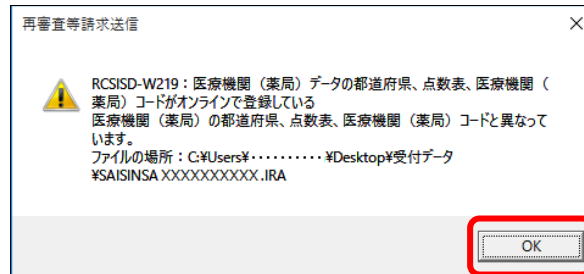 再審査等請求送信
RCSISD-W219：医療機関（薬局）データの都道府県、点数表、医療機関（
薬局）コードがオンラインで登録している
医療機関（薬局）の都道府県、点数表、医療機関（薬局）コードと異なって
います。
ファイルの場所：C:¥Users¥・・・・・・・・・・¥Desktop¥受付データ
¥SAISINSA XXXXXXXXXX .IRA
OK